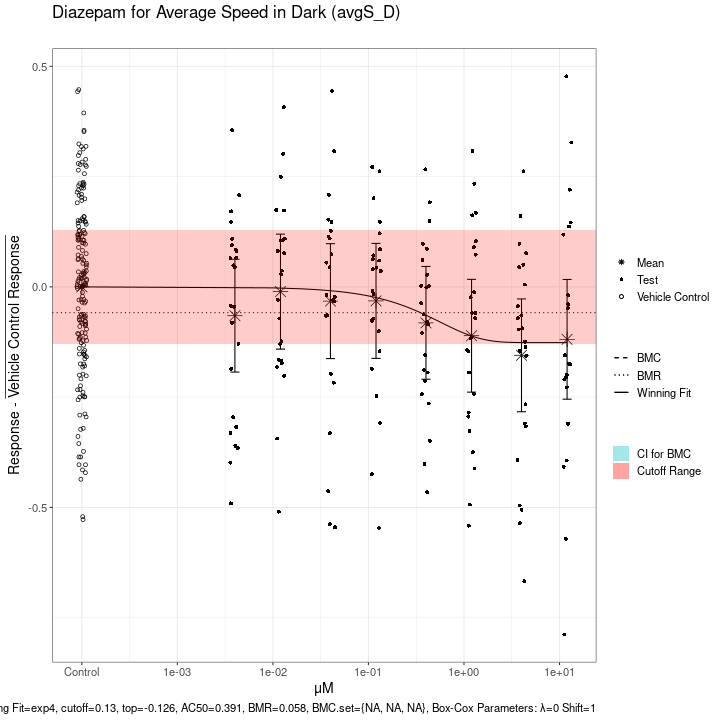 Diazepam for Average Speed in Dark (avgS_D)
Response - Vehicle Control Response
0.5
0.0
-0.5
Control
1e-03
1e-02
1e-01
1e+00
1e+01
μM
Mean
Test
Vehicle Control
BMC
BMR
Winning Fit
CI for BMC
Cutoff Range
ng Fit=exp4, cutoff=0.13, top=-0.126, AC50=0.391, BMR=0.058, BMC.set={NA, NA, NA}, Box-Cox Parameters: λ=0 Shift=1